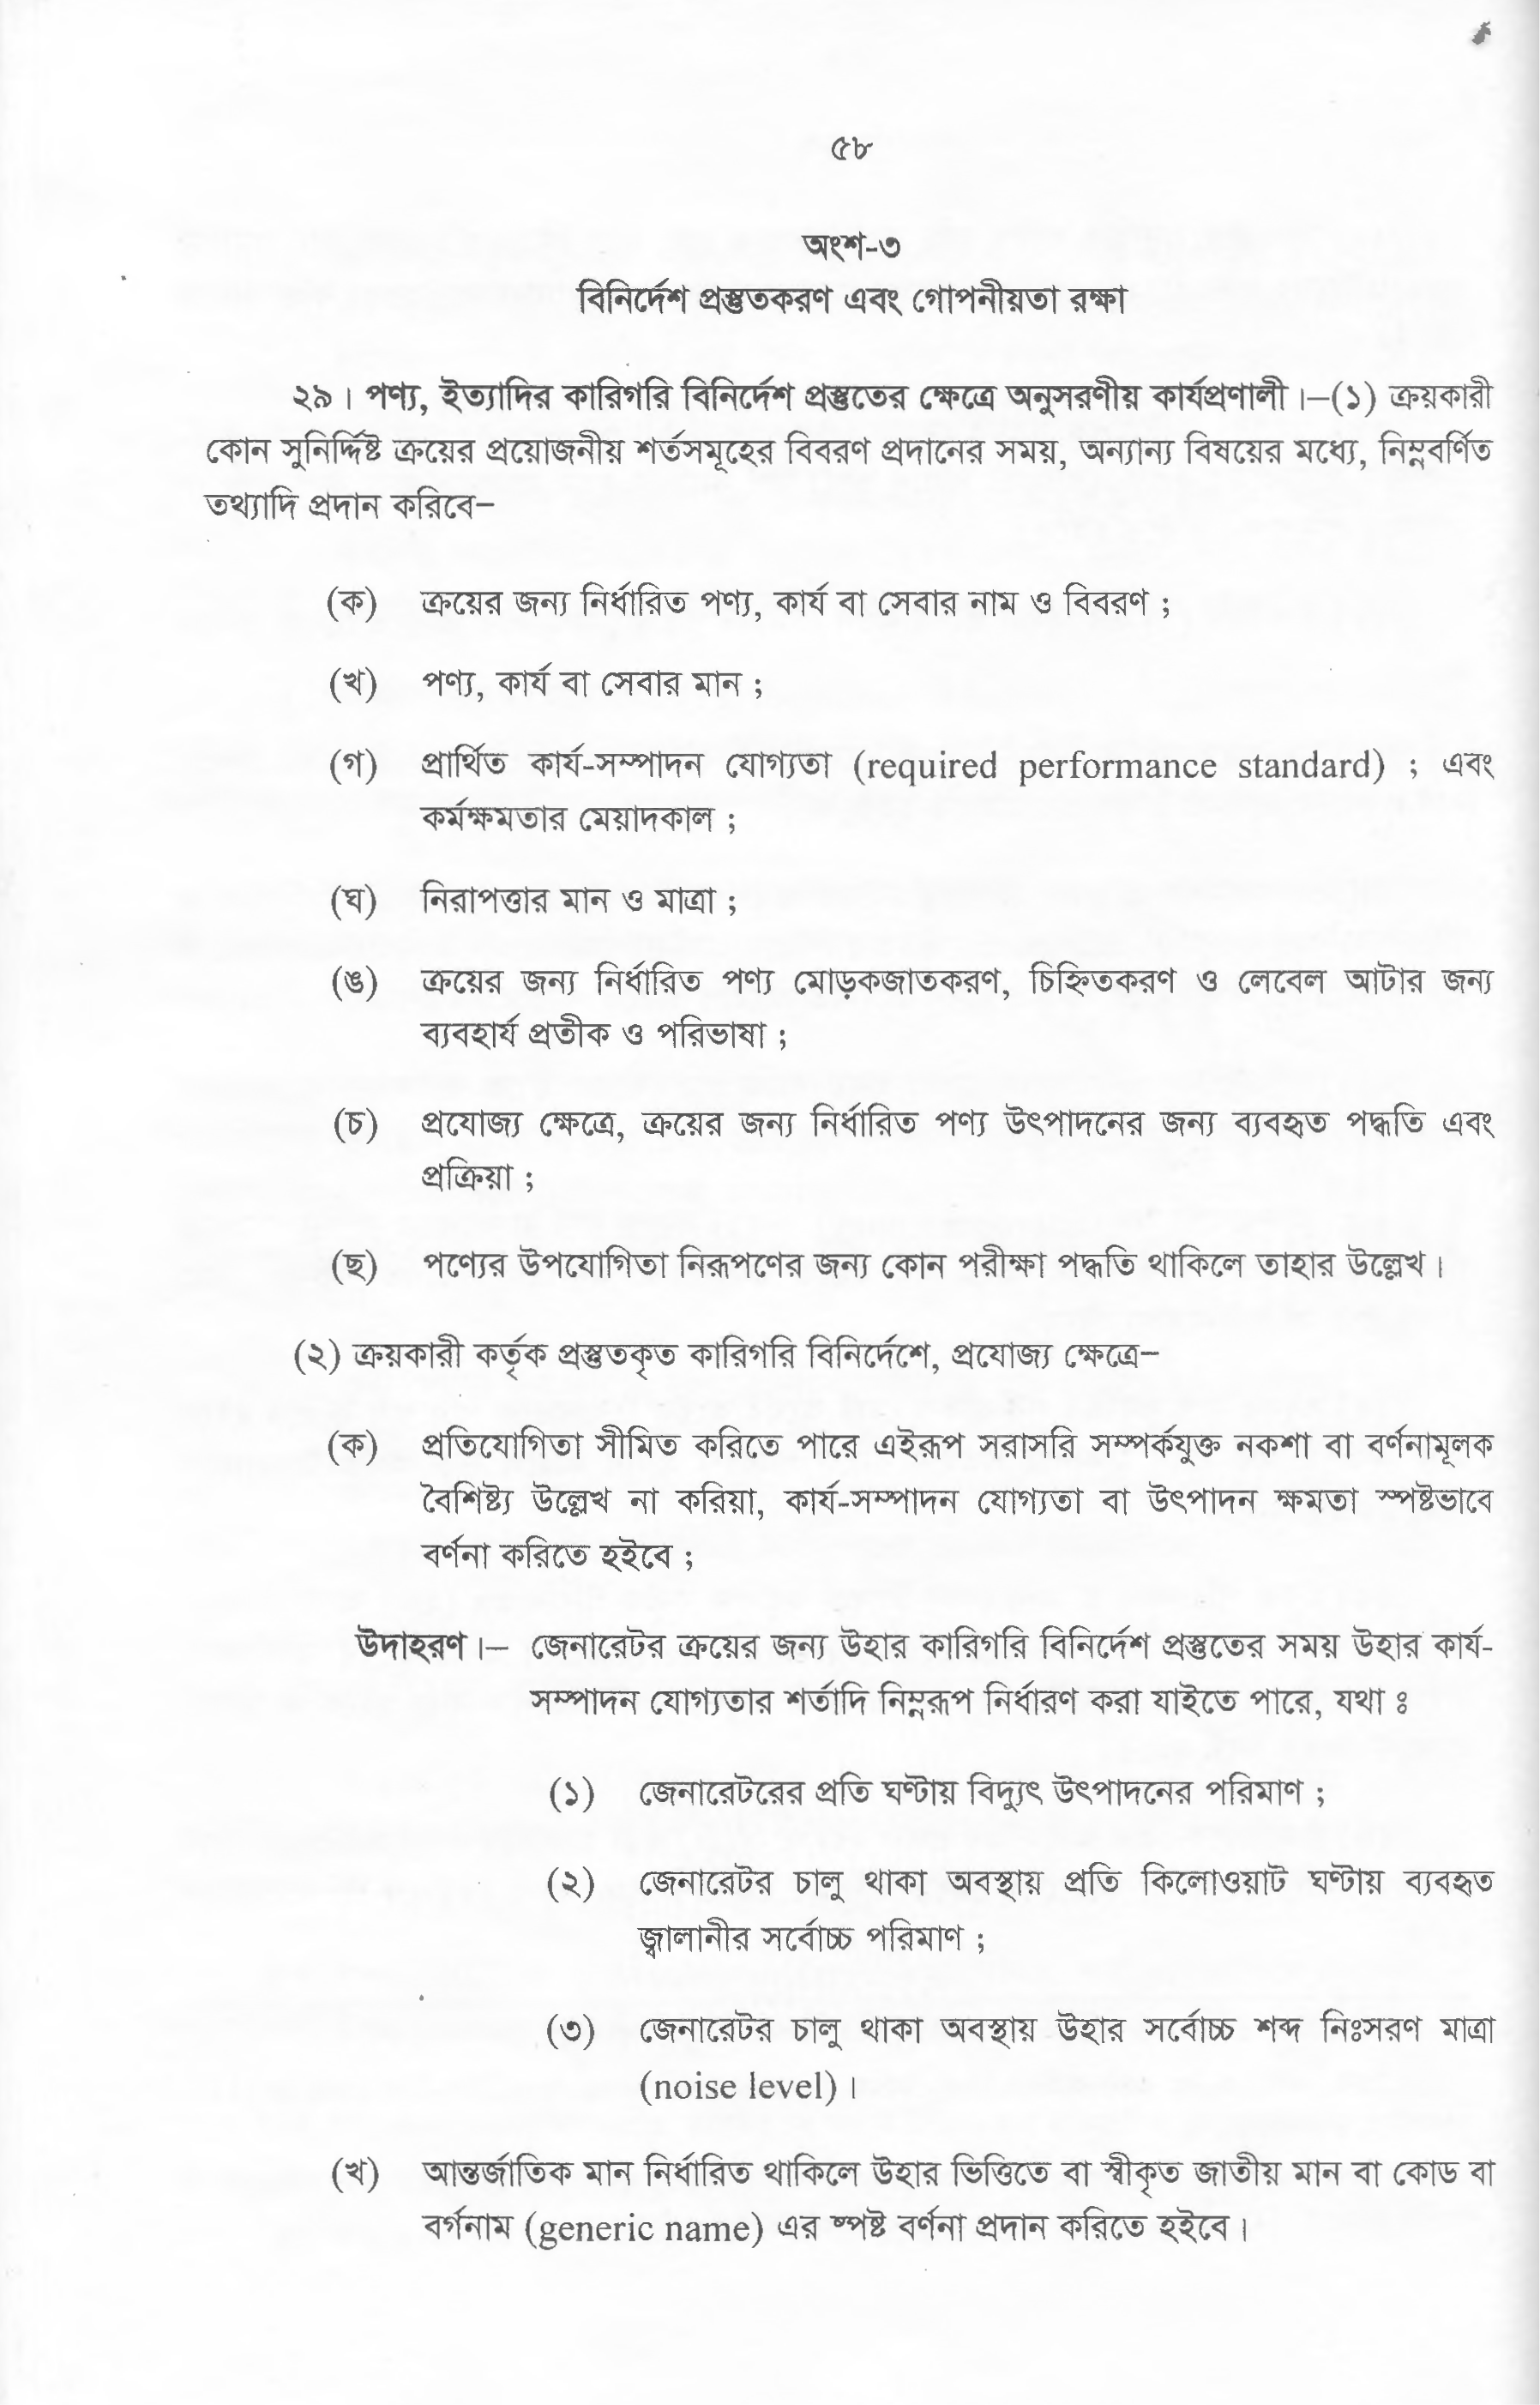 ৫৮
অংশ-৩
বিনির্দেশ প্রস্তুতকরণ এবং গোপনীয়তা রক্ষা
২৯। পণ্য, ইত্যাদির কারিগরি বিনির্দেশ প্রস্তুতের ক্ষেত্রে অনুসরণীয় কার্যপ্রণালী।–(১) ক্রয়কারী
কোন সুনির্দ্দিষ্ট ক্রয়ের প্রয়োজনীয় শর্তসমূহের বিবরণ প্রদানের সময়, অন্যান্য বিষয়ের মধ্যে, নিম্নবর্ণিত
তথ্যাদি প্রদান করিবে–
(ক) ক্রয়ের জন্য নির্ধারিত পণ্য, কার্য বা সেবার নাম ও বিবরণ ;
(খ) পণ্য, কার্য বা সেবার মান ;
(গ) প্রার্থিত কার্য-সম্পাদন যোগ্যতা (required performance standard) ; এবং
কর্মক্ষমতার মেয়াদকাল ;
(ঘ) নিরাপত্তার মান ও মাত্রা ;
(ঙ) ক্রয়ের জন্য নির্ধারিত পণ্য মোড়কজাতকরণ, চিহ্নিতকরণ ও লেবেল আটার জন্য
ব্যবহার্য প্রতীক ও পরিভাষা ;
(চ) প্রযোজ্য ক্ষেত্রে, ক্রয়ের জন্য নির্ধারিত পণ্য উৎপাদনের জন্য ব্যবহৃত পদ্ধতি এবং
প্রক্রিয়া ;
(ছ) পণ্যের উপযোগিতা নিরূপণের জন্য কোন পরীক্ষা পদ্ধতি থাকিলে তাহার উল্লেখ।
(২) ক্রয়কারী কর্তৃক প্রস্তুতকৃত কারিগরি বিনির্দেশে, প্রযোজ্য ক্ষেত্রে–
(ক) প্রতিযোগিতা সীমিত করিতে পারে এইরূপ সরাসরি সম্পর্কযুক্ত নকশা বা বর্ণনামূলক
বৈশিষ্ট্য উল্লেখ না করিয়া, কার্য-সম্পাদন যোগ্যতা বা উৎপাদন ক্ষমতা স্পষ্টভাবে
বর্ণনা করিতে হইবে ;
উদাহরণ।– জেনারেটর ক্রয়ের জন্য উহার কারিগরি বিনির্দেশ প্রস্তুতের সময় উহার কার্য-
সম্পাদন যোগ্যতার শর্তাদি নিম্নরূপ নির্ধারণ করা যাইতে পারে, যথা ঃ
(১) জেনারেটরের প্রতি ঘণ্টায় বিদ্যুৎ উৎপাদনের পরিমাণ ;
(২) জেনারেটর চালু থাকা অবস্থায় প্রতি কিলোওয়াট ঘণ্টায় ব্যবহৃত
জ্বালানীর সর্বোচ্চ পরিমাণ ;
(৩) জেনারেটর চালু থাকা অবস্থায় উহার সর্বোচ্চ শব্দ নিঃসরণ মাত্রা
(noise level)।
(খ) আন্তর্জাতিক মান নির্ধারিত থাকিলে উহার ভিত্তিতে বা স্বীকৃত জাতীয় মান বা কোড বা
বর্গনাম (generic name) এর স্পষ্ট বর্ণনা প্রদান করিতে হইবে।